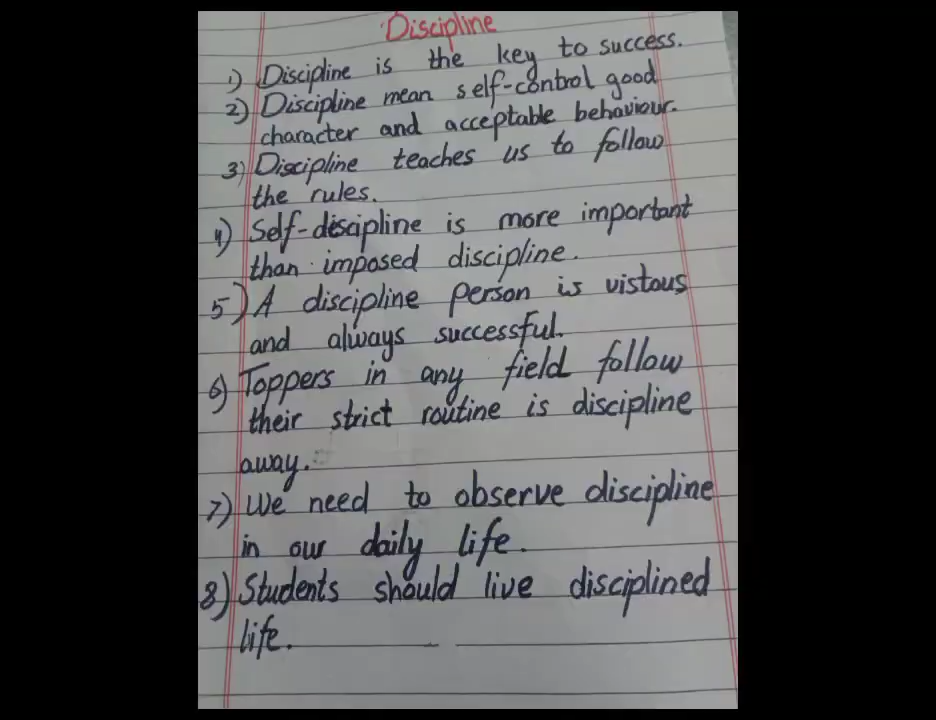 Discipline
1) Discipline is the key to success.
2) Discipline mean self-control good
character and acceptable behaviour.
3) Discipline teaches us to follow
the rules.
4) Self-discipline is more important
than imposed discipline.
5) A discipline person is vistous
and always successful.
6) Toppers in any field follow
their strict routine is discipline
away.
7) We need to observe discipline
in our daily life.
8) Students should live disciplined
life.